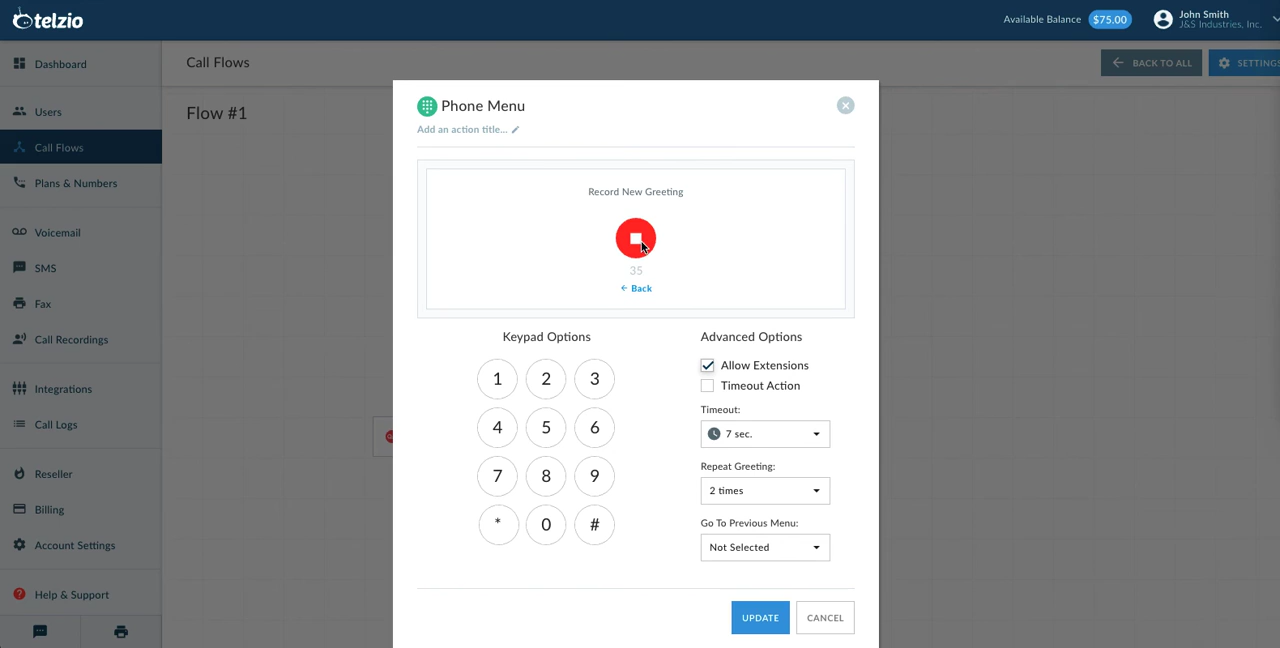 telzio
Available Balance $75.00
John Smith
J&S Industries, Inc.
Dashboard
Users
Call Flows
Plans & Numbers
Voicemail
SMS
Fax
Call Recordings
Integrations
Call Logs
Reseller
Billing
Account Settings
Help & Support
Call Flows
BACK TO ALL
SETTINGS
Flow #1
Phone Menu
Add an action title...
Record New Greeting
35
Back
Keypad Options
1 2 3
4 5 6
7 8 9
* 0 #
Advanced Options
Allow Extensions
Timeout Action
Timeout:
7 sec.
Repeat Greeting:
2 times
Go To Previous Menu:
Not Selected
UPDATE
CANCEL